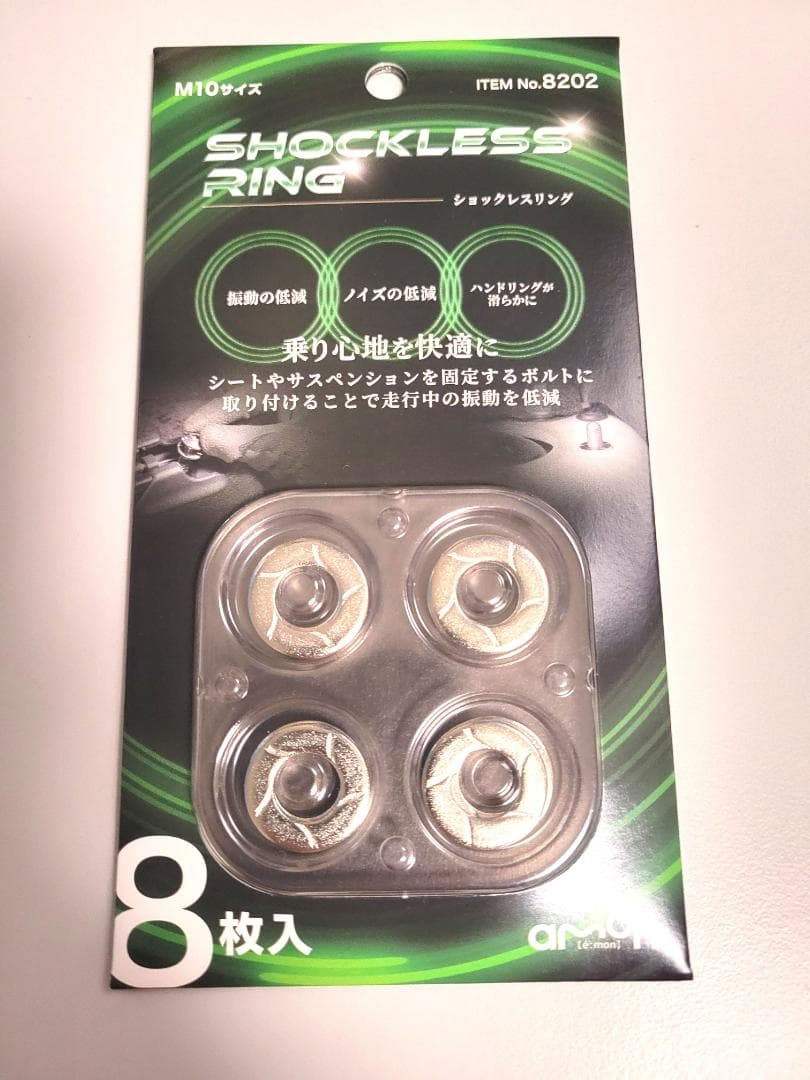 M10サイズ
ITEM No.8202
SHOCKLESS
RING
ショックレスリング
振動の低減
ノイズの低減
ハンドリングが
滑らかに
乗り心地を快適に
シートやサスペンションを固定するボルトに
取り付けることで走行中の振動を低減
8枚入
amon
【é:mon】